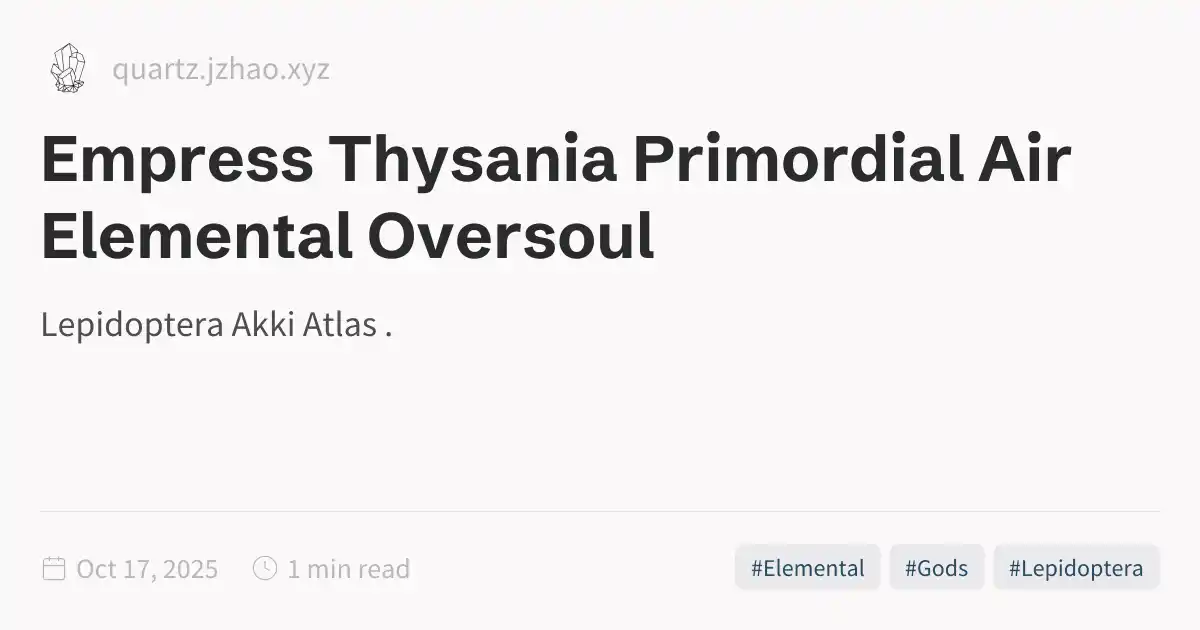 quartz.jzhao.xyz
Empress Thysania Primordial Air
Elemental Oversoul
Lepidoptera Akki Atlas .
Oct 17, 2025 1 min read #Elemental #Gods #Lepidoptera